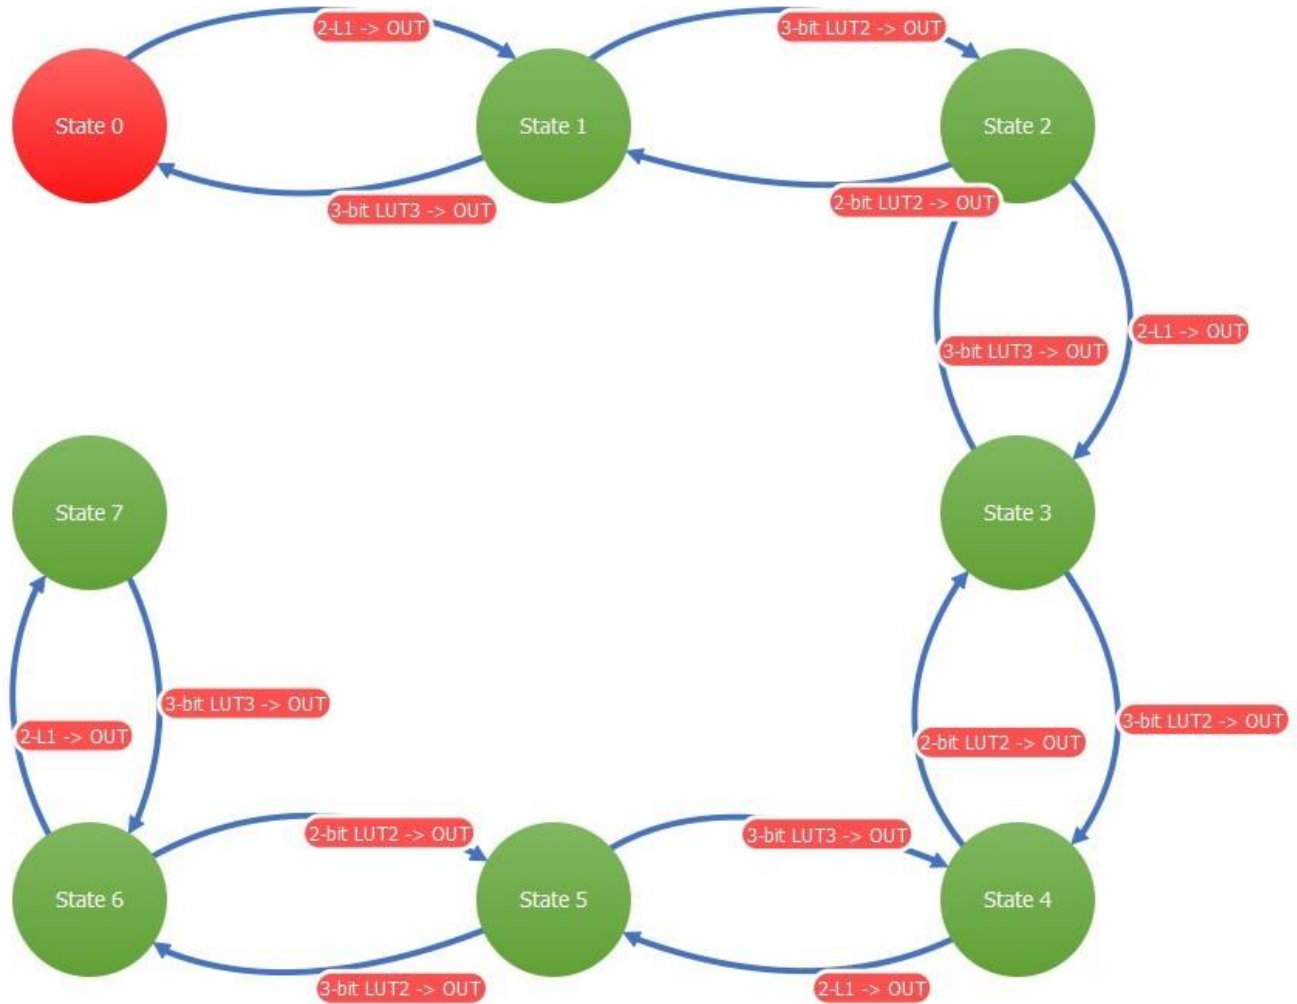 2-L1 -> OUT
3-bit LUT2 -> OUT
State 0
State 1
State 2
3-bit LUT3 -> OUT
2-bit LUT2 -> OUT
2-L1 -> OUT
3-bit LUT3 -> OUT
State 7
State 3
3-bit LUT3 -> OUT
3-bit LUT2 -> OUT
2-L1 -> OUT
2-bit LUT2 -> OUT
2-bit LUT2 -> OUT
3-bit LUT3 -> OUT
State 6
State 5
State 4
3-bit LUT2 -> OUT
2-L1 -> OUT